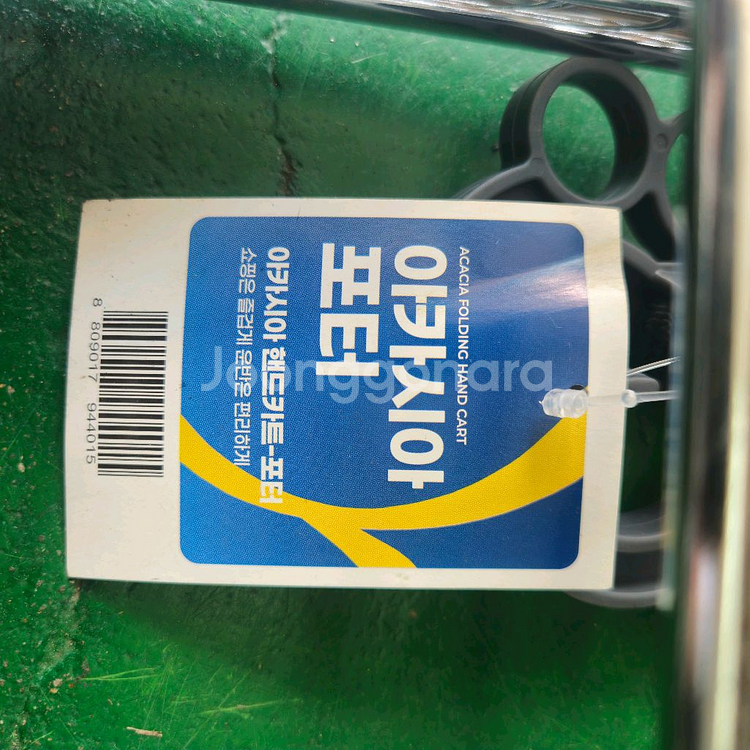 ACACIA FOLDING HAND CART
아카시아
포터
아카시아 핸드카트-포터
쇼핑은 즐겁게 운반은 편리하게
8 809017 944015
Joonggonara